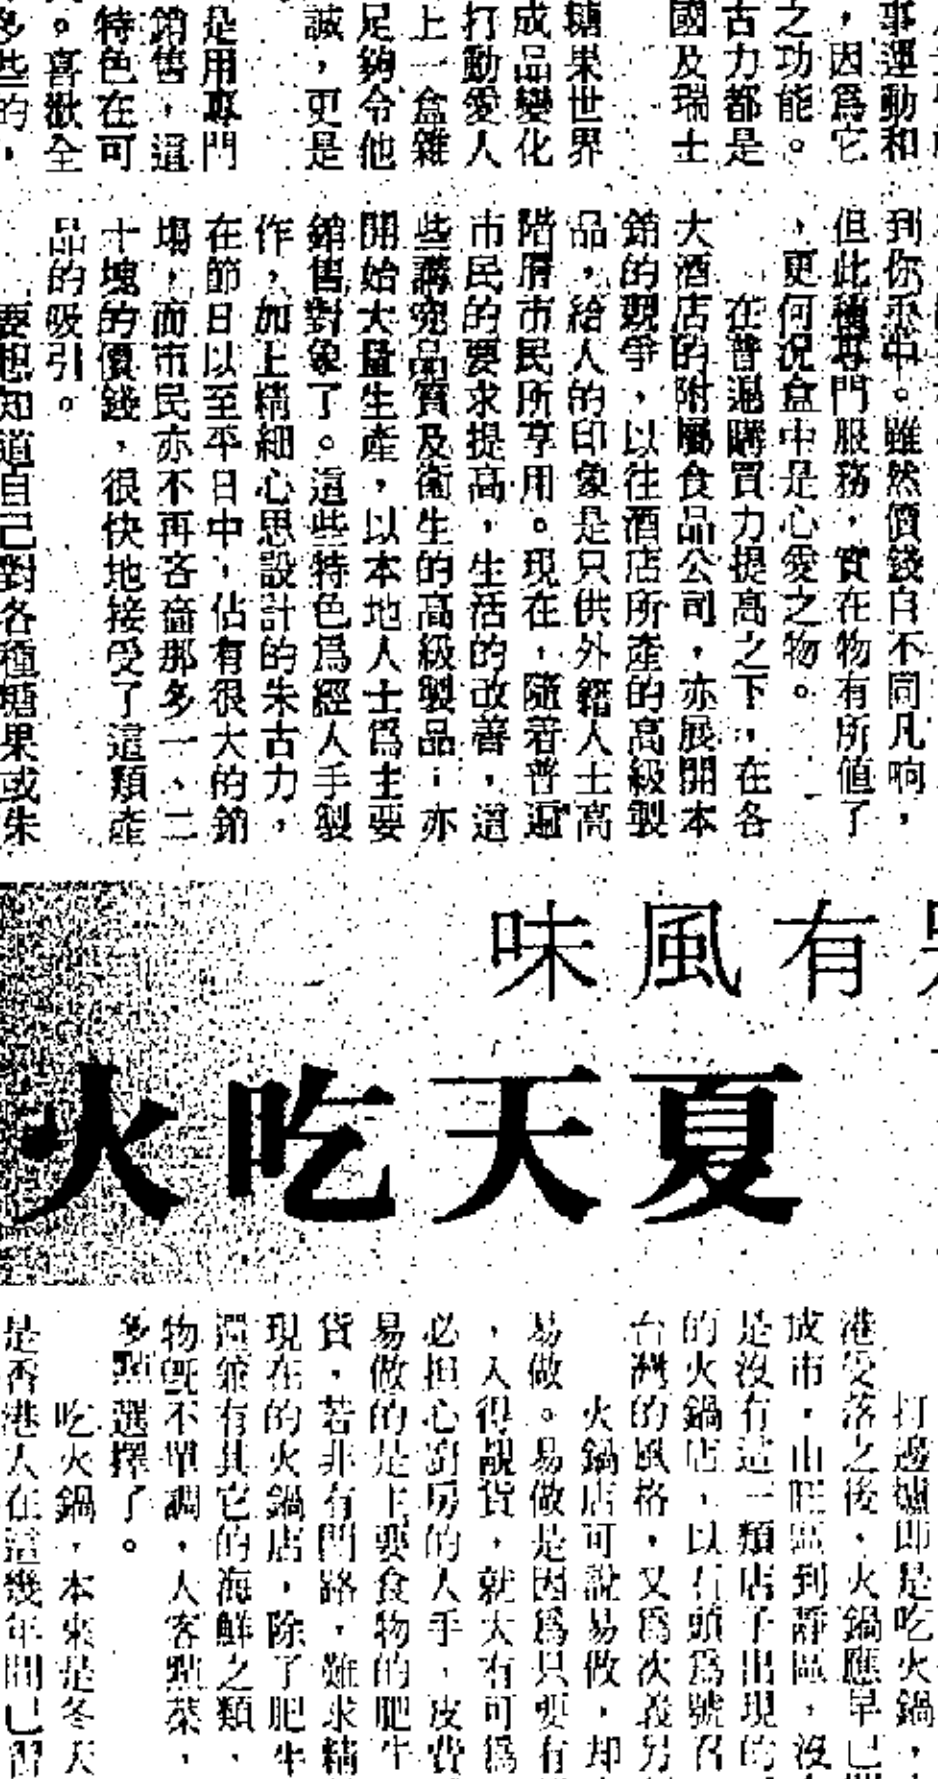 事運動和
，因爲它
之功能。
古力都是
國及瑞士
糖果世界
成品變化
打動愛人
上一盒雜
足夠令他
誠，更是
是用專門
銷售，這
特色在可
。喜歡全
多些的，
到你手中。雖然價錢自不同凡响，
但此種專門服務，實在物有所值了
，更何况盒中是心愛之物。
在普遍購買力提高之下，在各
大酒店的附屬食品公司，亦展開本
銷的競爭，以往酒店所產的高級製
品，給人的印象是只供外籍人士高
階層市民所享用。現在，隨着普遍
市民的要求提高，生活的改善，這
些講究品質及衞生的高級製品；亦
開始大量生產，以本地人士爲主要
銷售對象了。這些特色爲經人手製
作，加上精細心思設計的朱古力，
在節日以至平日中，佔有很大的銷
塲，而市民亦不再吝嗇那多一、二
十塊的價錢，很快地接受了這類產
品的吸引。
要想知道自己對各種糖果或朱
有風味
夏天吃火
打邊爐即是吃火鍋，
港受落之後，火鍋應早已
成市，由旺區到靜區，沒
是沒有這一類店子出現的
的火鍋店，以石頭爲號召
台灣的風格，又爲次義另
火鍋店可說易做，却
易做。易做是因爲只要有
，入得靚貨，就大有可爲
必担心廚房的人手，皮費
易做的是主要食物的肥牛
貨，若非有門路，難求精
現在的火鍋店，除了肥牛
還兼有其它的海鮮之類，
物旣不單調，人客點菜，
多點選擇了。
吃火鍋，本來是冬天
是香港人在這幾年間已習